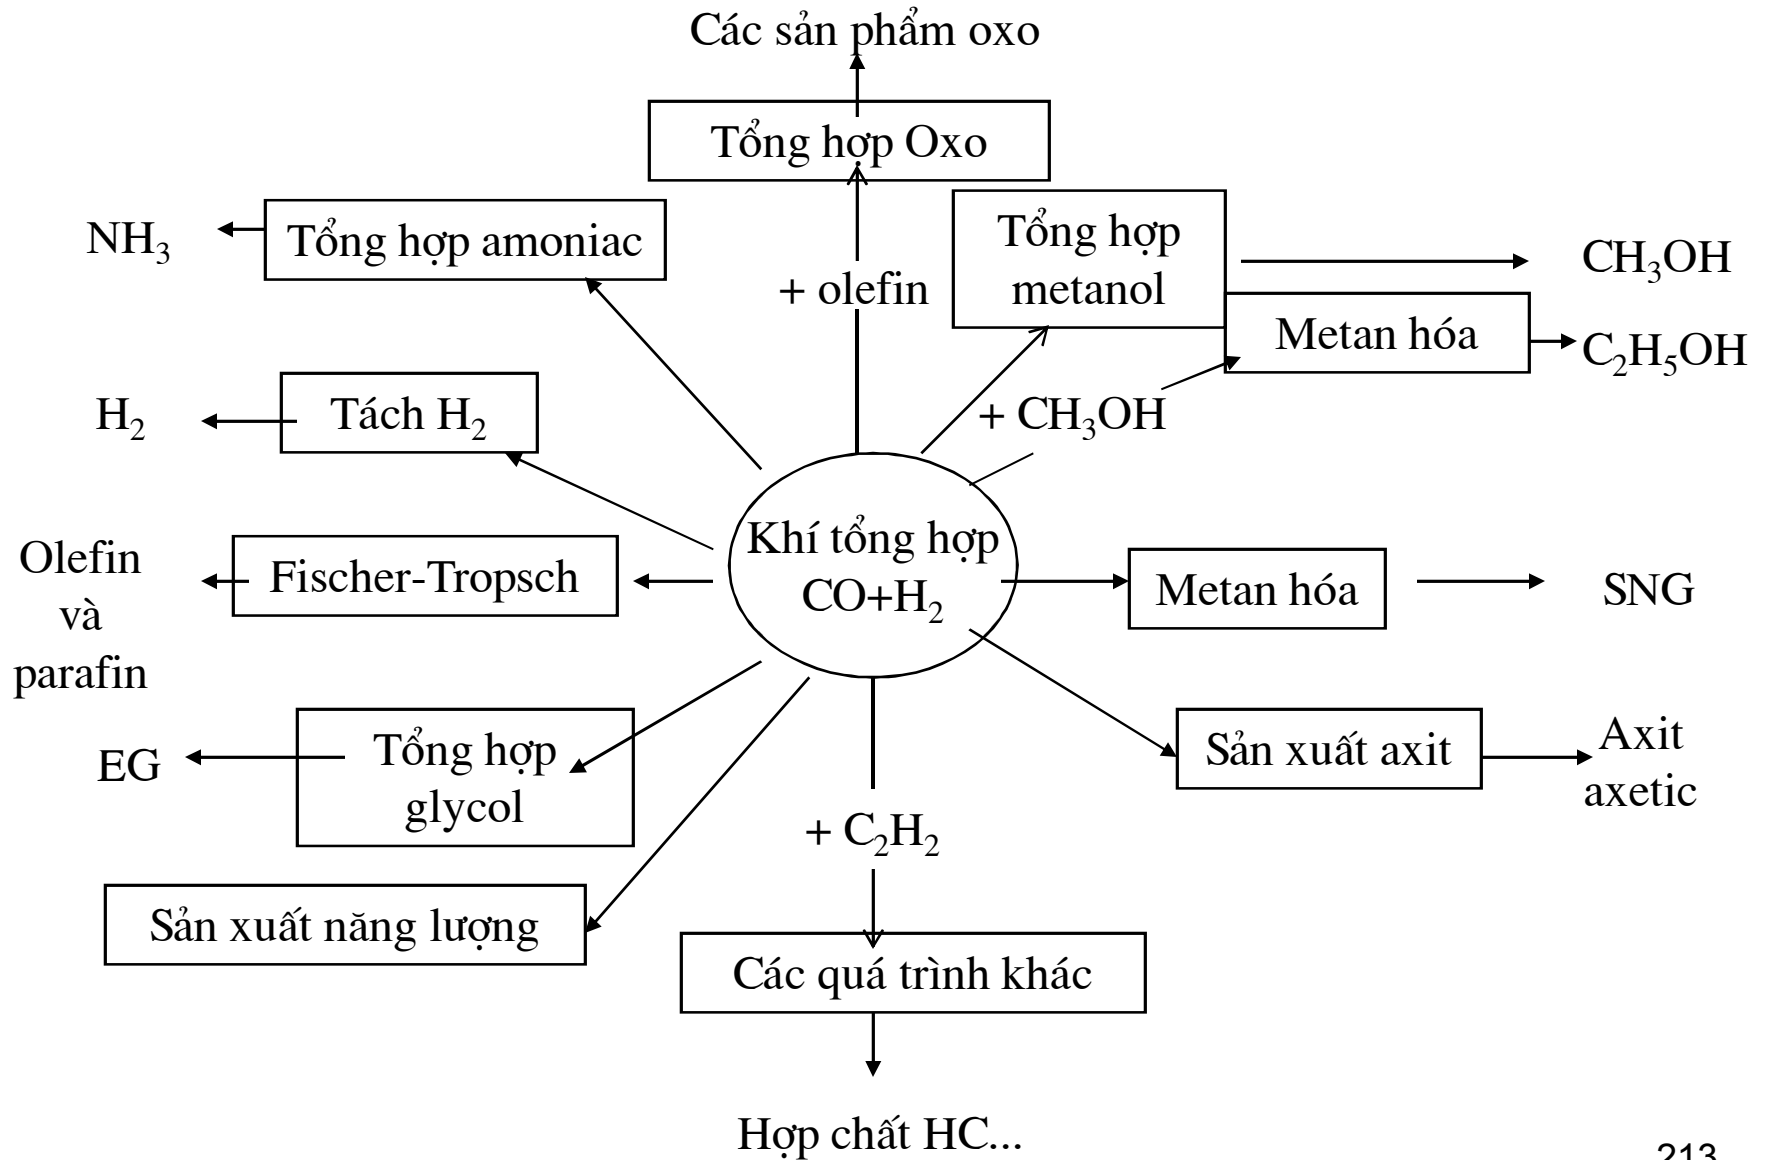 Các sản phẩm oxo
Tổng hợp Oxo
NH₃
Tổng hợp amoniac
+ olefin
Tổng hợp
metanol
CH₃OH
Metan hóa
C₂H₅OH
H₂
Tách H₂
+ CH₃OH
Khí tổng hợp
CO+H₂
Olefin
và
parafin
Fischer-Tropsch
Metan hóa
SNG
EG
Tổng hợp
glycol
Sản xuất axit
Axit
axetic
+ C₂H₂
Sản xuất năng lượng
Các quá trình khác
Hợp chất HC...
213